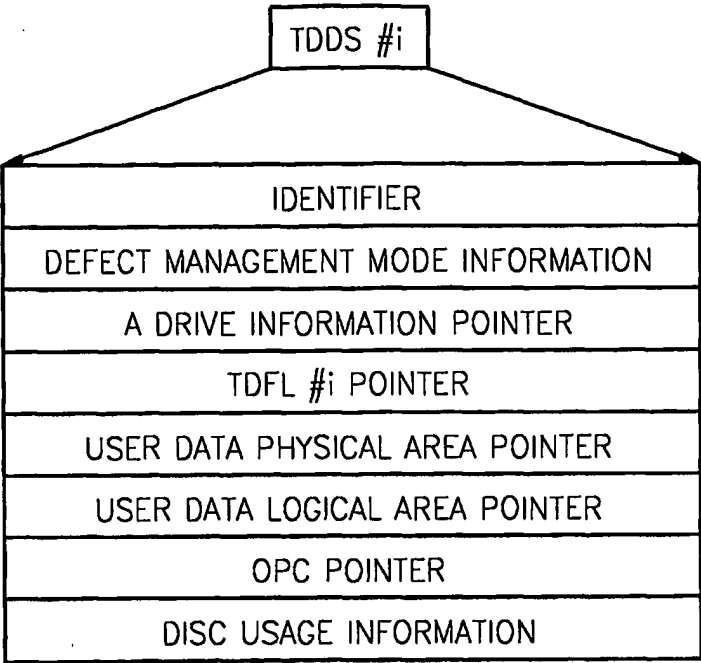 TDDS #i
IDENTIFIER
DEFECT MANAGEMENT MODE INFORMATION
A DRIVE INFORMATION POINTER
TDFL #i POINTER
USER DATA PHYSICAL AREA POINTER
USER DATA LOGICAL AREA POINTER
OPC POINTER
DISC USAGE INFORMATION